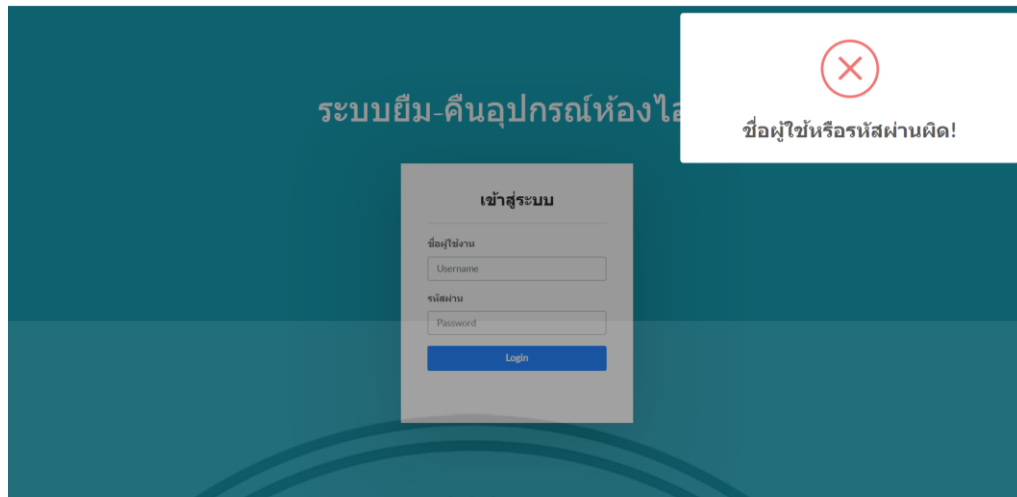 ระบบยืม-คืนอุปกรณ์ห้อง
ชื่อผู้ใช้หรือรหัสผ่านผิด!
เข้าสู่ระบบ
ชื่อผู้ใช้งาน
Username
รหัสผ่าน
Password
Login